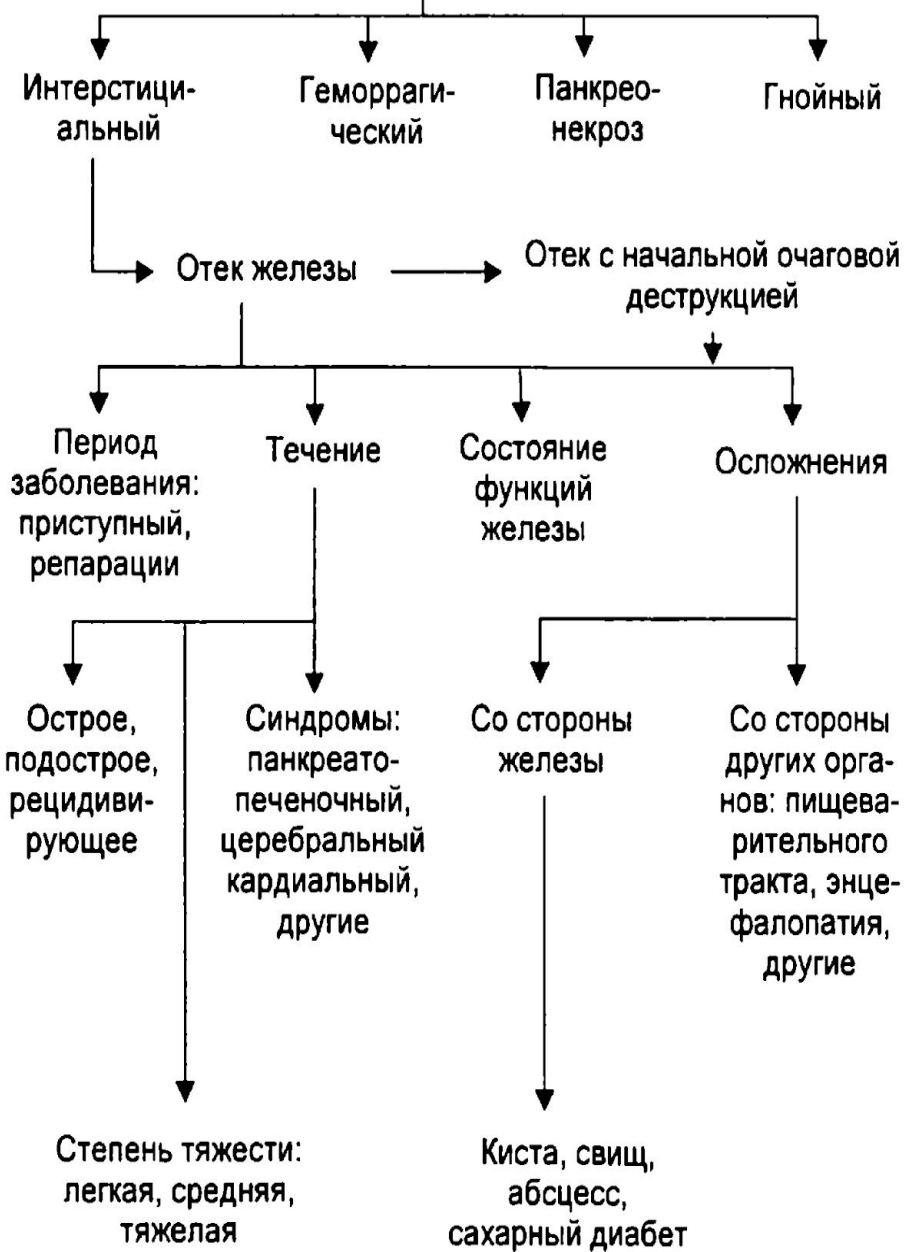 Интерстици-
альный
Геморраги-
ческий
Панкрео-
некроз
Гнойный
Отек железы
Отек с начальной очаговой
деструкцией
Период
заболевания:
приступный,
репарации
Течение
Состояние
функций
железы
Осложнения
Острое,
подострое,
рецидиви-
рующее
Синдромы:
панкреато-
печеночный,
церебральный
кардиальный,
другие
Со стороны
железы
Со стороны
других орга-
нов: пищева-
рительного
тракта, энце-
фалопатия,
другие
Степень тяжести:
легкая, средняя,
тяжелая
Киста, свищ,
абсцесс,
сахарный диабет